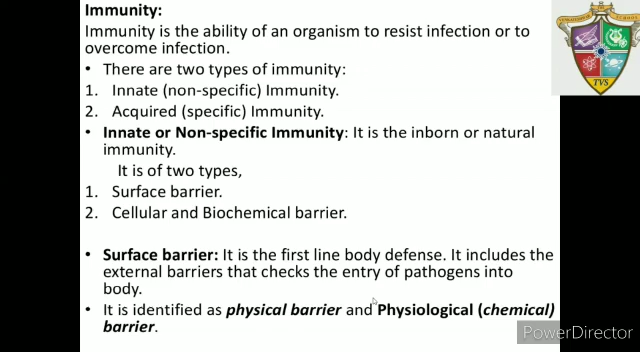 Immunity:
Immunity is the ability of an organism to resist infection or to
overcome infection.
• There are two types of immunity:
1. Innate (non-specific) Immunity.
2. Acquired (specific) Immunity.
• Innate or Non-specific Immunity: It is the inborn or natural
immunity.
It is of two types,
1. Surface barrier.
2. Cellular and Biochemical barrier.
• Surface barrier: It is the first line body defense. It includes the
external barriers that checks the entry of pathogens into
body.
• It is identified as physical barrier and Physiological (chemical)
barrier.
TVS
PowerDirector